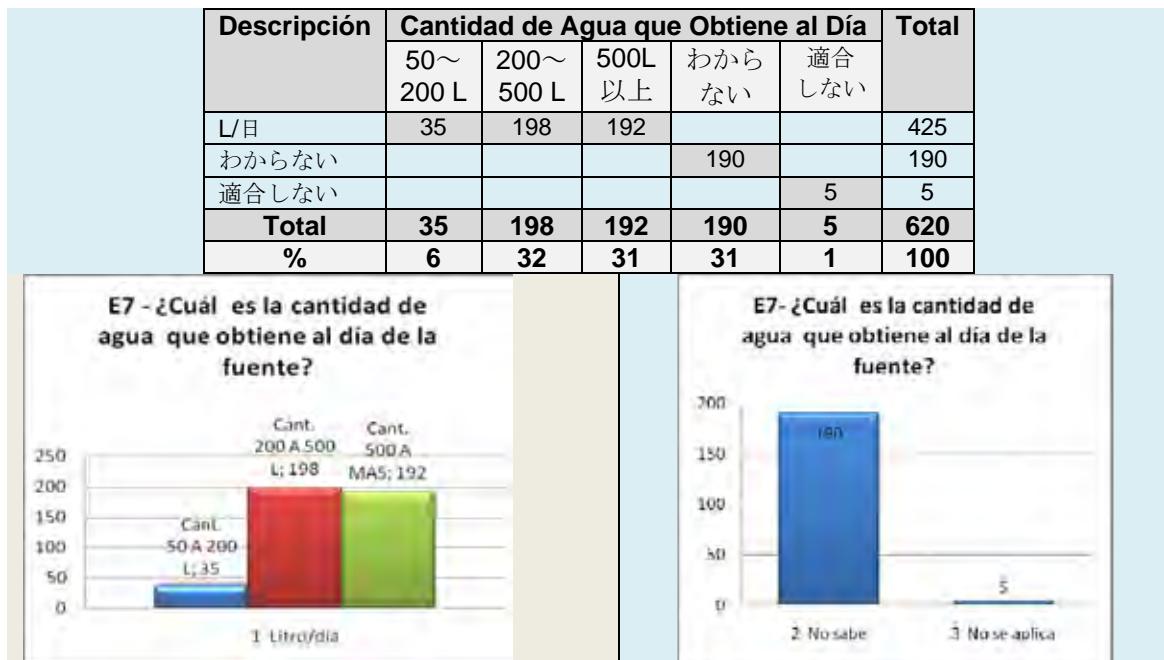 Descripción Cantidad de Agua que Obtiene al Día Total
50～ 200～ 500L わから 適合
200 L 500 L 以上 ない しない
L/日 35 198 192 425
わからない 190 190
適合しない 5 5
Total 35 198 192 190 5 620
% 6 32 31 31 1 100
E7 - ¿Cuál es la cantidad de
agua que obtiene al día de la
fuente?
Cant.
200 A 500
L; 198
Cant.
500 A
MAS; 192
Cant.
50 A 200
L; 35
250
200
150
100
50
0
1 Litro/día
E7- ¿Cuál es la cantidad de
agua que obtiene al día de la
fuente?
200
150
100
50
0
190
5
2 No sabe
3 No se aplica